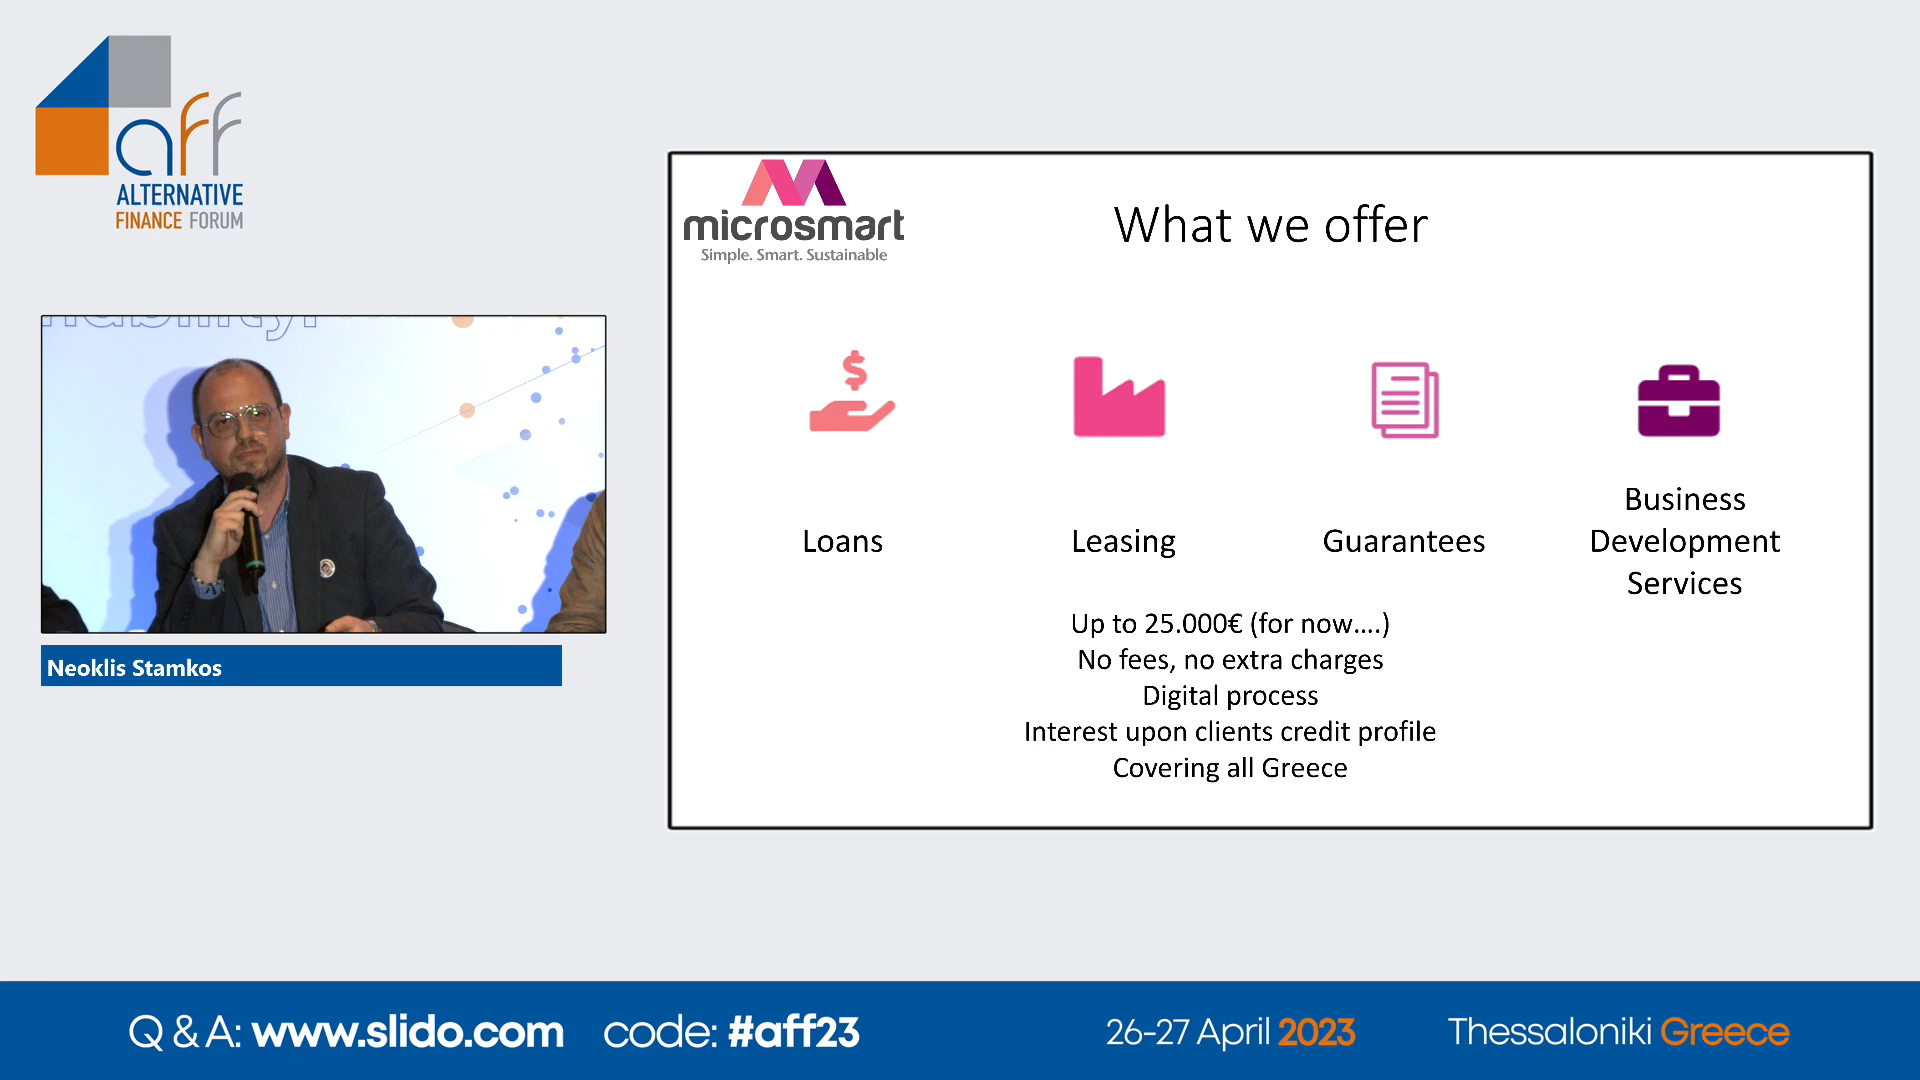 aff
ALTERNATIVE
FINANCE FORUM
Neoklis Stamkos
microsmart
Simple. Smart. Sustainable
What we offer
$
Loans
Leasing
Guarantees
Business
Development
Services
Up to 25.000€ (for now....)
No fees, no extra charges
Digital process
Interest upon clients credit profile
Covering all Greece
Q & A: www.slido.com code: #aff23
26-27 April 2023
Thessaloniki Greece